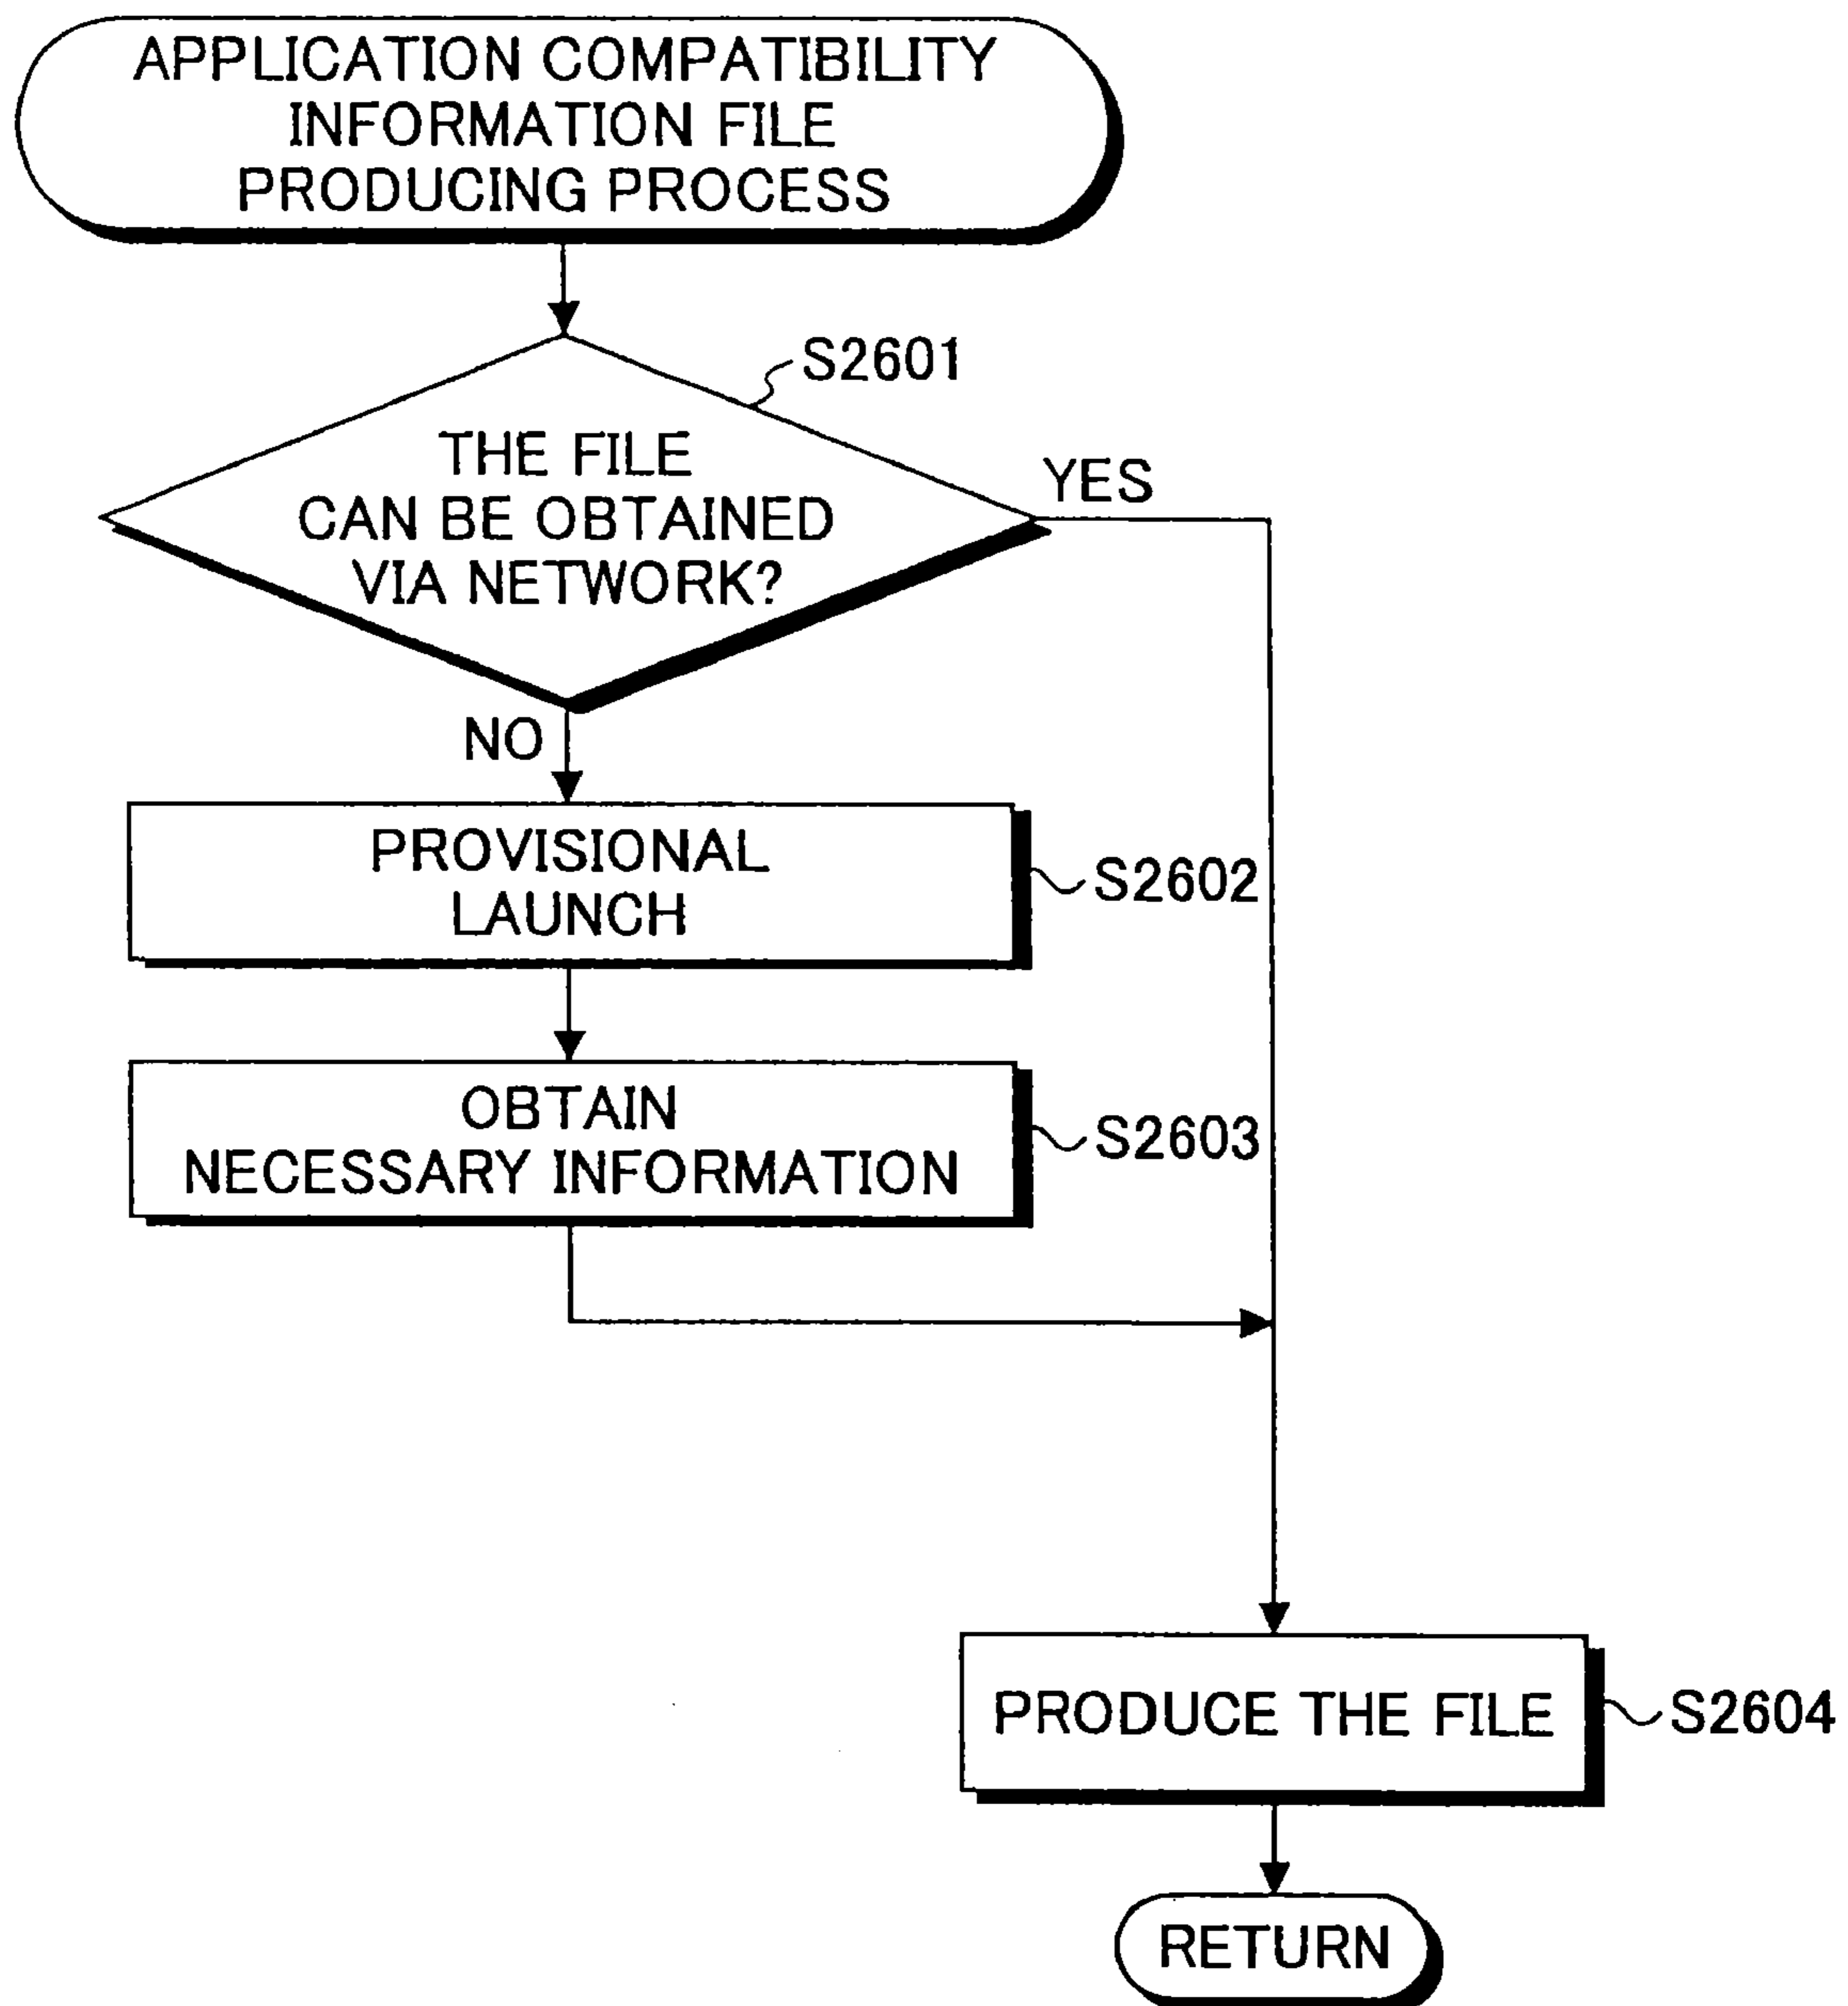 APPLICATION COMPATIBILITY
INFORMATION FILE
PRODUCING PROCESS
S2601
THE FILE
CAN BE OBTAINED
VIA NETWORK?
YES
NO
PROVISIONAL
LAUNCH
S2602
OBTAIN
NECESSARY INFORMATION
S2603
PRODUCE THE FILE
S2604
RETURN